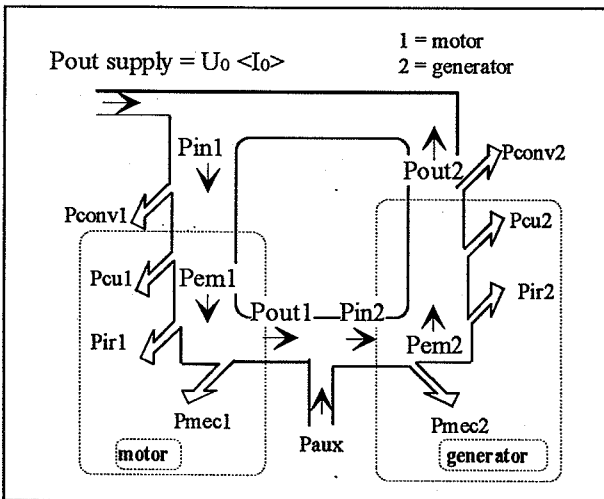 Pout supply = U0 <I0>
1 = motor
2 = generator
Pin1
Pout2
Pconv2
Pconv1
Pcu2
Pcu1
Pem1
Pir2
Pout1
Pin2
Pir1
Pem2
Pmec1
Paux
Pmec2
motor
generator